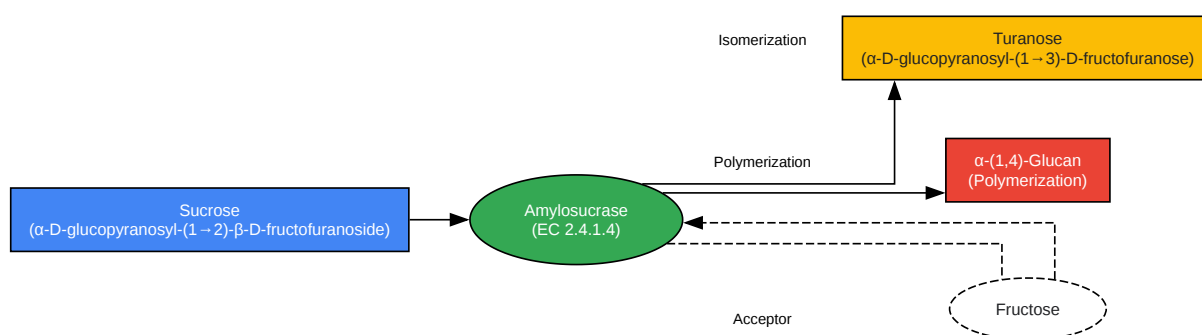 Isomerization
Turanose
(α-D-glucopyranosyl-(1→3)-D-fructofuranose)
Polymerization
α-(1,4)-Glucan
(Polymerization)
Sucrose
(α-D-glucopyranosyl-(1→2)-β-D-fructofuranoside)
Amylosucrase
(EC 2.4.1.4)
Fructose
Acceptor